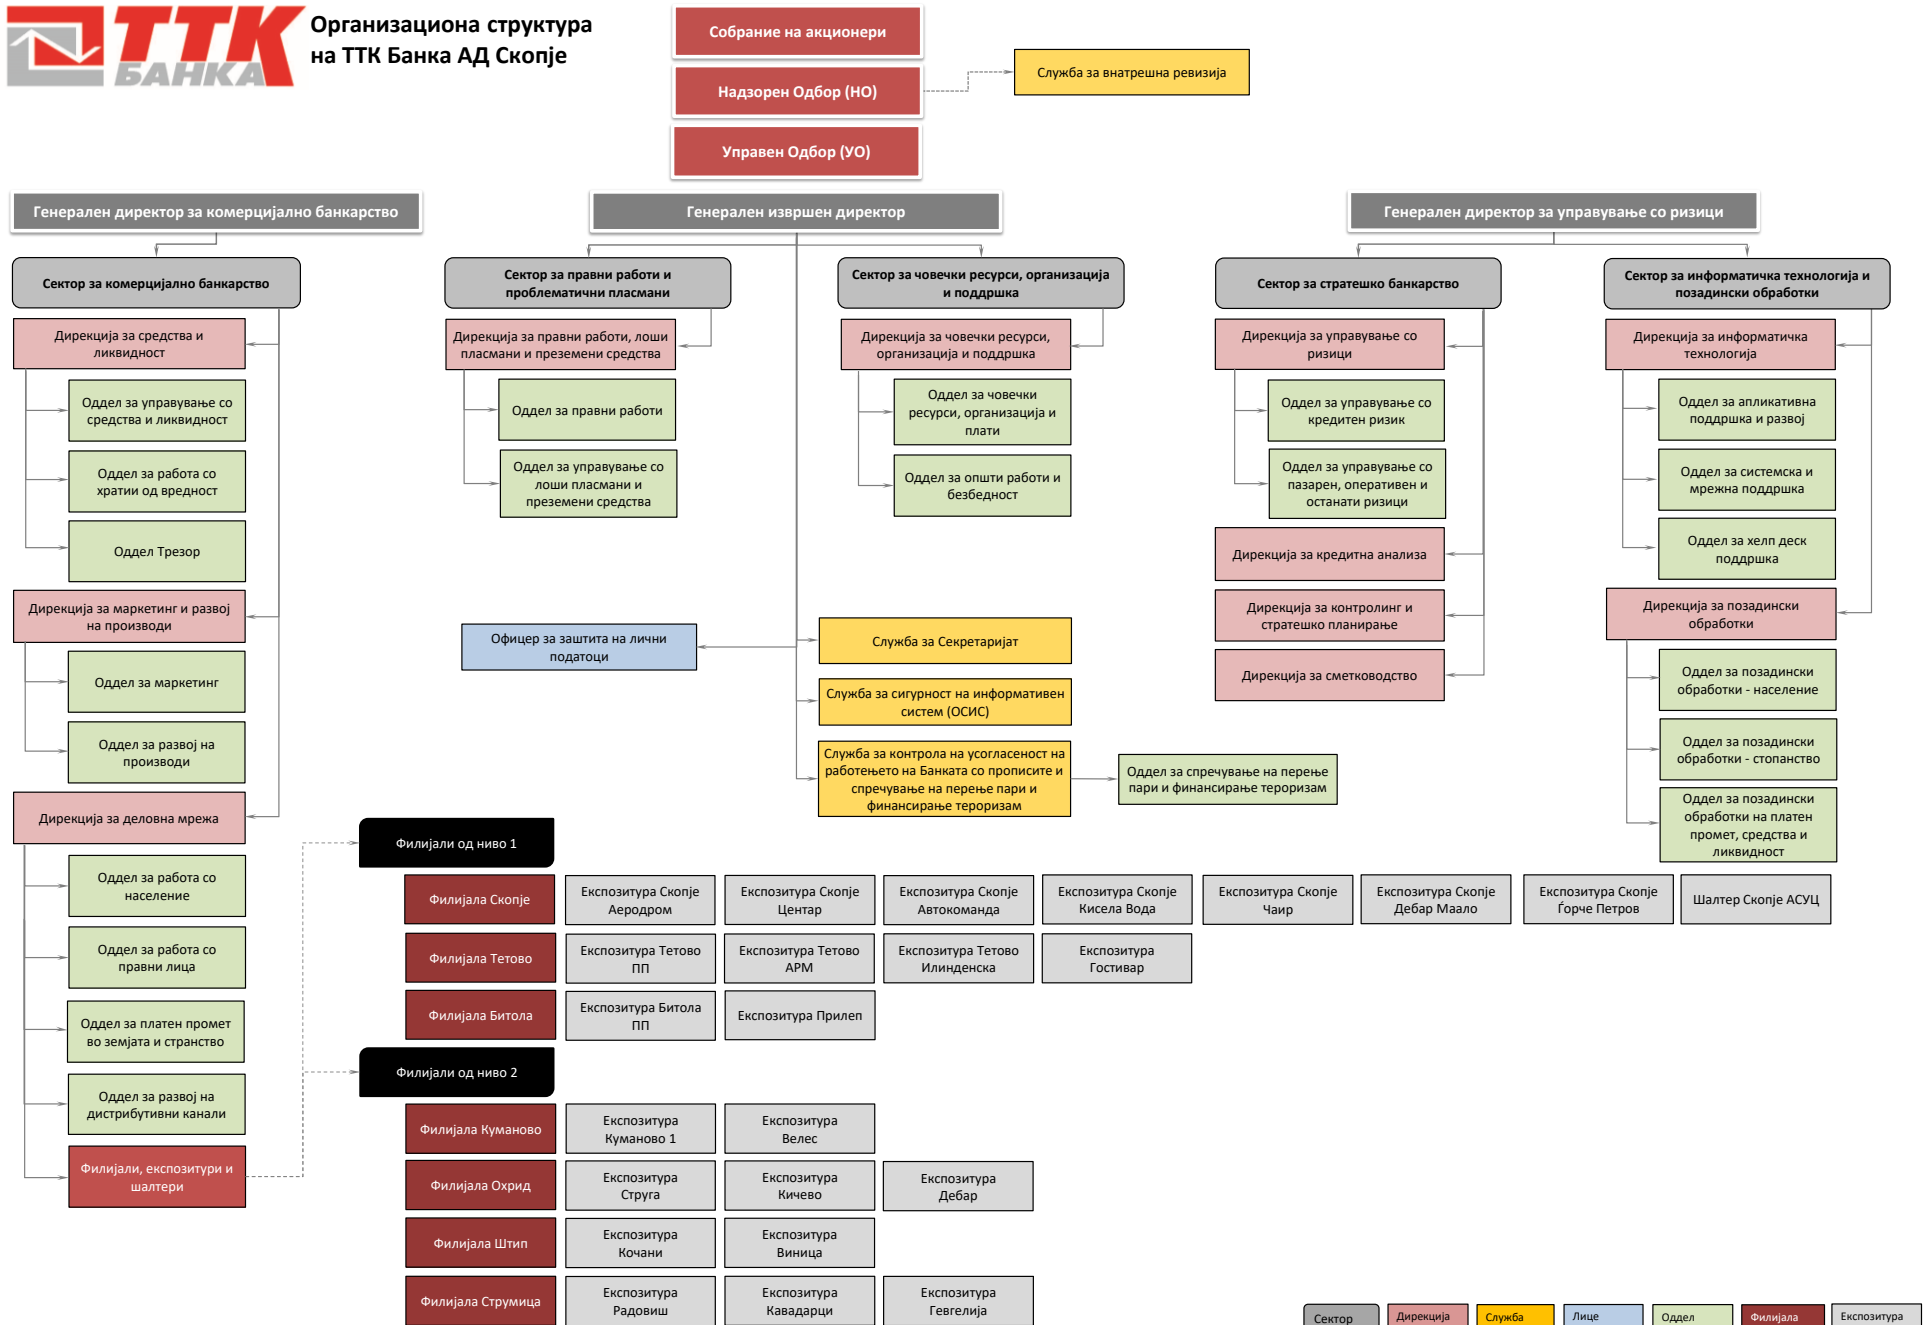 ТТК
БАНКА
Организациона структура
на ТТК Банка АД Скопје
Собрание на акционери
Надзорен Одбор (НО)
Служба за внатрешна ревизија
Управен Одбор (УО)
Генерален директор за комерцијално банкарство
Генерален извршен директор
Генерален директор за управување со ризици
Сектор за комерцијално банкарство
Сектор за правни работи и
проблематични пласмани
Сектор за човечки ресурси, организација
и поддршка
Сектор за стратешко банкарство
Сектор за информатичка технологија и
позадински обработки
Дирекција за средства и
ликвидност
Оддел за управување со
средства и ликвидност
Оддел за работа со
хратии од вредност
Оддел Трезор
Дирекција за маркетинг и развој
на производи
Оддел за маркетинг
Оддел за развој на
производи
Дирекција за деловна мрежа
Оддел за работа со
население
Оддел за работа со
правни лица
Оддел за платен промет
во земјата и странство
Оддел за развој на
дистрибутивни канали
Филијали, експозитури и
шалтери
Дирекција за правни работи, лоши
пласмани и преземени средства
Оддел за правни работи
Оддел за управување со
лоши пласмани и
преземени средства
Дирекција за човечки ресурси,
организација и поддршка
Оддел за човечки
ресурси, организација и
плати
Оддел за општи работи и
безбедност
Офицер за заштита на лични
податоци
Служба за Секретаријат
Служба за сигурност на информативен
систем (ОСИС)
Служба за контрола на усогласеност на
работењето на Банката со прописите и
спречување на перење пари и
финансирање тероризам
Оддел за спречување на перење
пари и финансирање тероризам
Дирекција за управување со
ризици
Оддел за управување со
кредитен ризик
Оддел за управување со
пазарен, оперативен и
останати ризици
Дирекција за кредитна анализа
Дирекција за контролинг и
стратешко планирање
Дирекција за сметководство
Дирекција за информатичка
технологија
Оддел за апликативна
поддршка и развој
Оддел за системска и
мрежна поддршка
Оддел за хелп деск
поддршка
Дирекција за позадински
обработки
Оддел за позадински
обработки - население
Оддел за позадински
обработки - стопанство
Оддел за позадински
обработки на платен
промет, средства и
ликвидност
Филијали од ниво 1
Филијала Скопје
Експозитура Скопје
Аеродром
Експозитура Скопје
Центар
Експозитура Скопје
Автокоманда
Експозитура Скопје
Кисела Вода
Експозитура Скопје
Чаир
Експозитура Скопје
Дебар Маало
Експозитура Скопје
Ѓорче Петров
Шалтер Скопје АСУЦ
Филијала Тетово
Експозитура Тетово
ПП
Експозитура Тетово
АРМ
Експозитура Тетово
Илинденска
Експозитура
Гостивар
Филијала Битола
Експозитура Битола
ПП
Експозитура Прилеп
Филијали од ниво 2
Филијала Куманово
Експозитура
Куманово 1
Експозитура
Велес
Филијала Охрид
Експозитура
Струга
Експозитура
Кичево
Експозитура
Дебар
Филијала Штип
Експозитура
Кочани
Експозитура
Виница
Филијала Струмица
Експозитура
Радовиш
Експозитура
Кавадарци
Експозитура
Гевгелија
Сектор
Дирекција
Служба
Лице
Оддел
Филијала
Експозитура